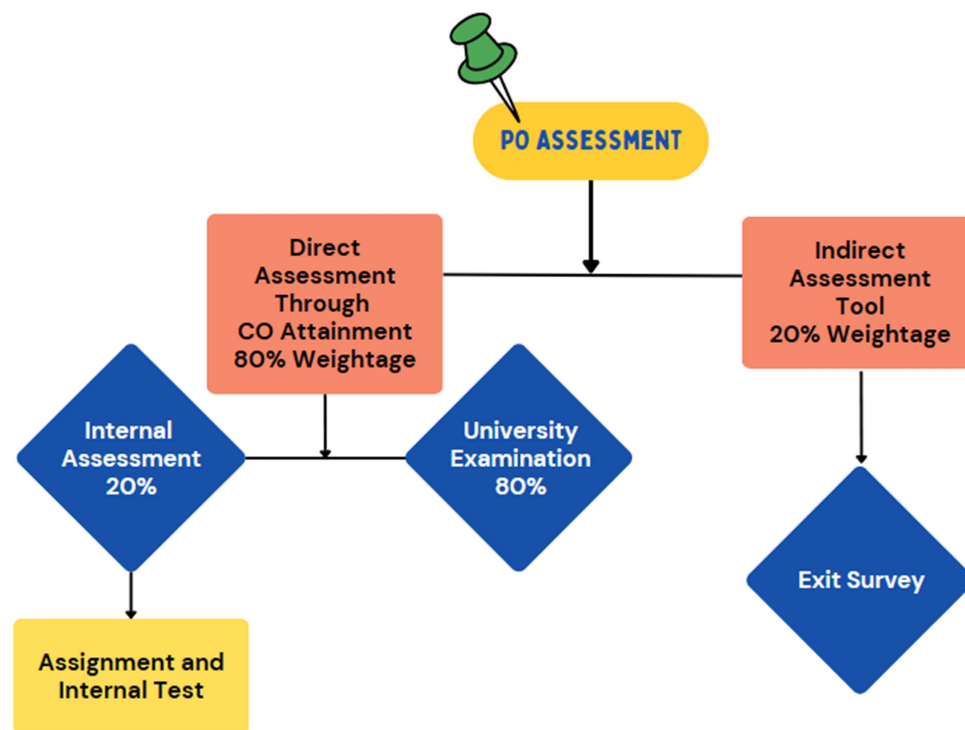 PO ASSESSMENT
Direct
Assessment
Through
CO Attainment
80% Weightage
Indirect
Assessment
Tool
20% Weightage
Internal
Assessment
20%
University
Examination
80%
Exit Survey
Assignment and
Internal Test